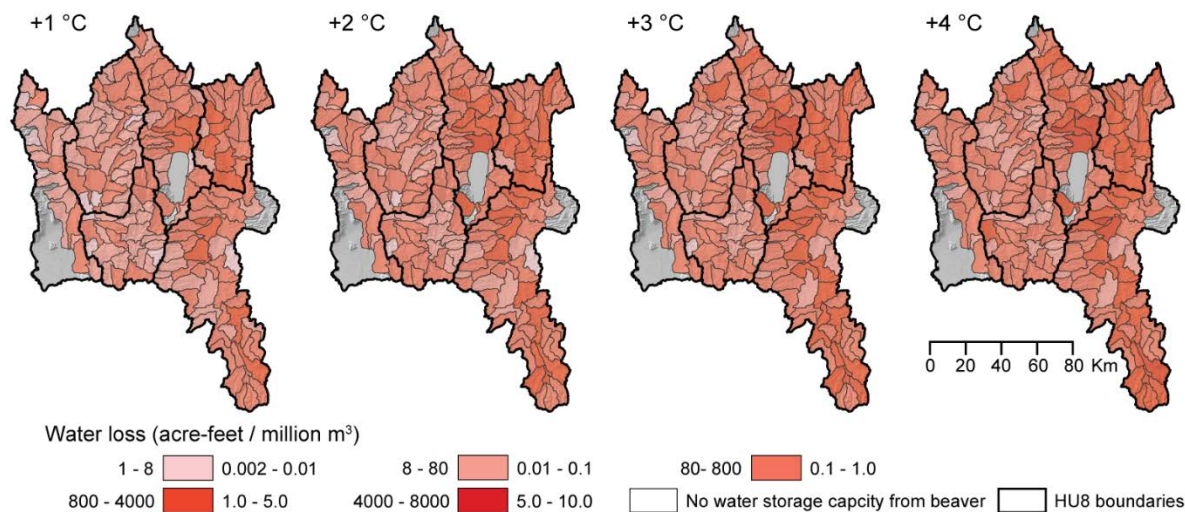 +1 °C +2 °C +3 °C +4 °C
0 20 40 60 80 Km
Water loss (acre-feet / million m³)
1 - 8 0.002 - 0.01 8 - 80 0.01 - 0.1 80- 800 0.1 - 1.0
800 - 4000 1.0 - 5.0 4000 - 8000 5.0 - 10.0 No water storage capcity from beaver HU8 boundaries